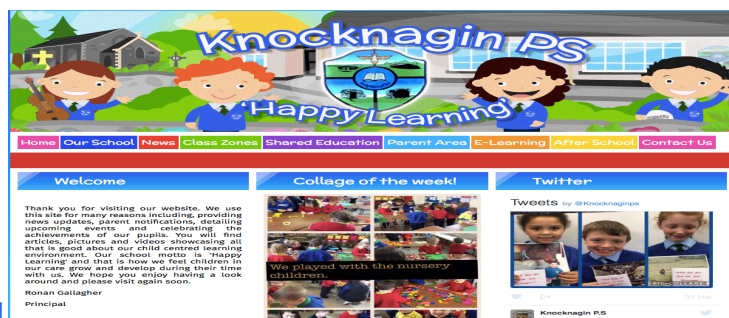 Knocknagin PS
'Happy Learning'
Home Our School News Class Zones Shared Education Parent Area E-Learning After School Contact Us
Welcome
Thank you for visiting our website. We use
this site for many reasons including, providing
news updates, parent notifications, detailing
upcoming events and celebrating the
achievements of our pupils. You will find
articles, pictures and videos showcasing all
that is good about our child centred learning
environment. Our school motto is 'Happy
Learning' and that is how we feel children in
our care grow and develop during their time
with us. We hope you enjoy having a look
around and please visit again soon.
Ronan Gallagher
Principal
Collage of the week!
We played with the nursery
children.
Twitter
Tweets by @Knocknaginps
09 Mar
Knocknagin P.S